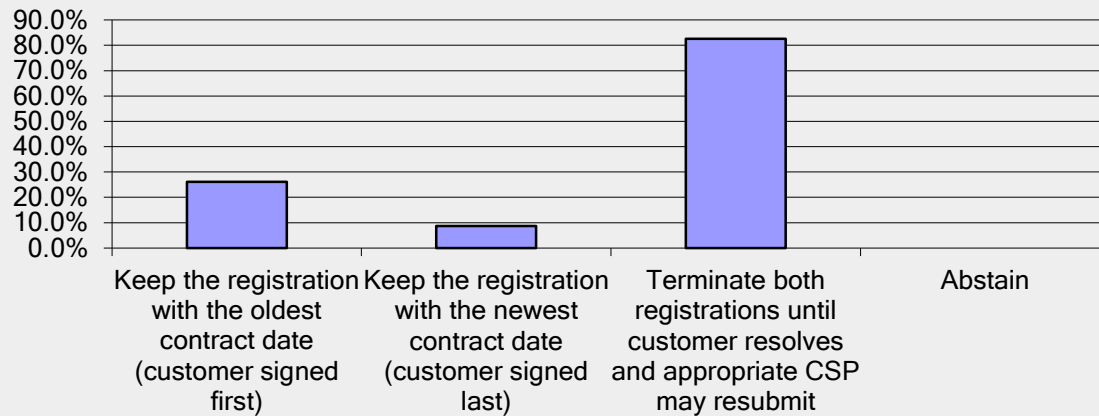 90.0%
80.0%
70.0%
60.0%
50.0%
40.0%
30.0%
20.0%
10.0%
0.0%
Keep the registration
with the oldest
contract date
(customer signed
first)
Keep the registration
with the newest
contract date
(customer signed
last)
Terminate both
registrations until
customer resolves
and appropriate CSP
may resubmit
Abstain